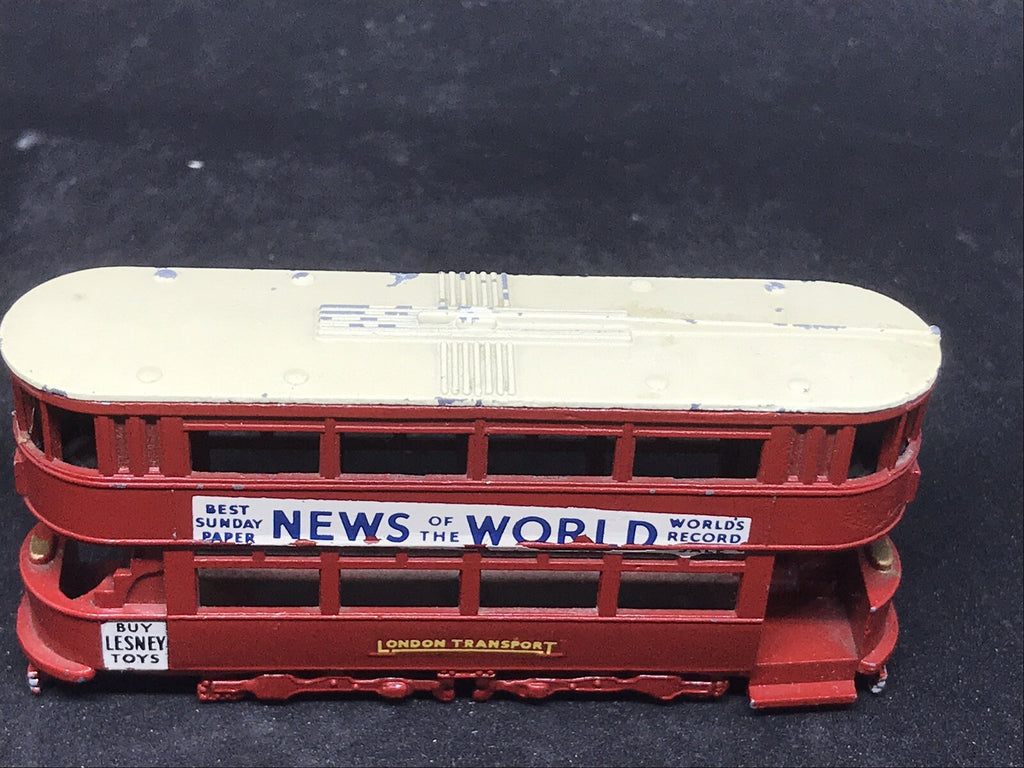 BEST
SUNDAY
PAPER
NEWS OF THE WORLD
WORLD'S
RECORD
BUY
LESNEY
TOYS
LONDON TRANSPORT